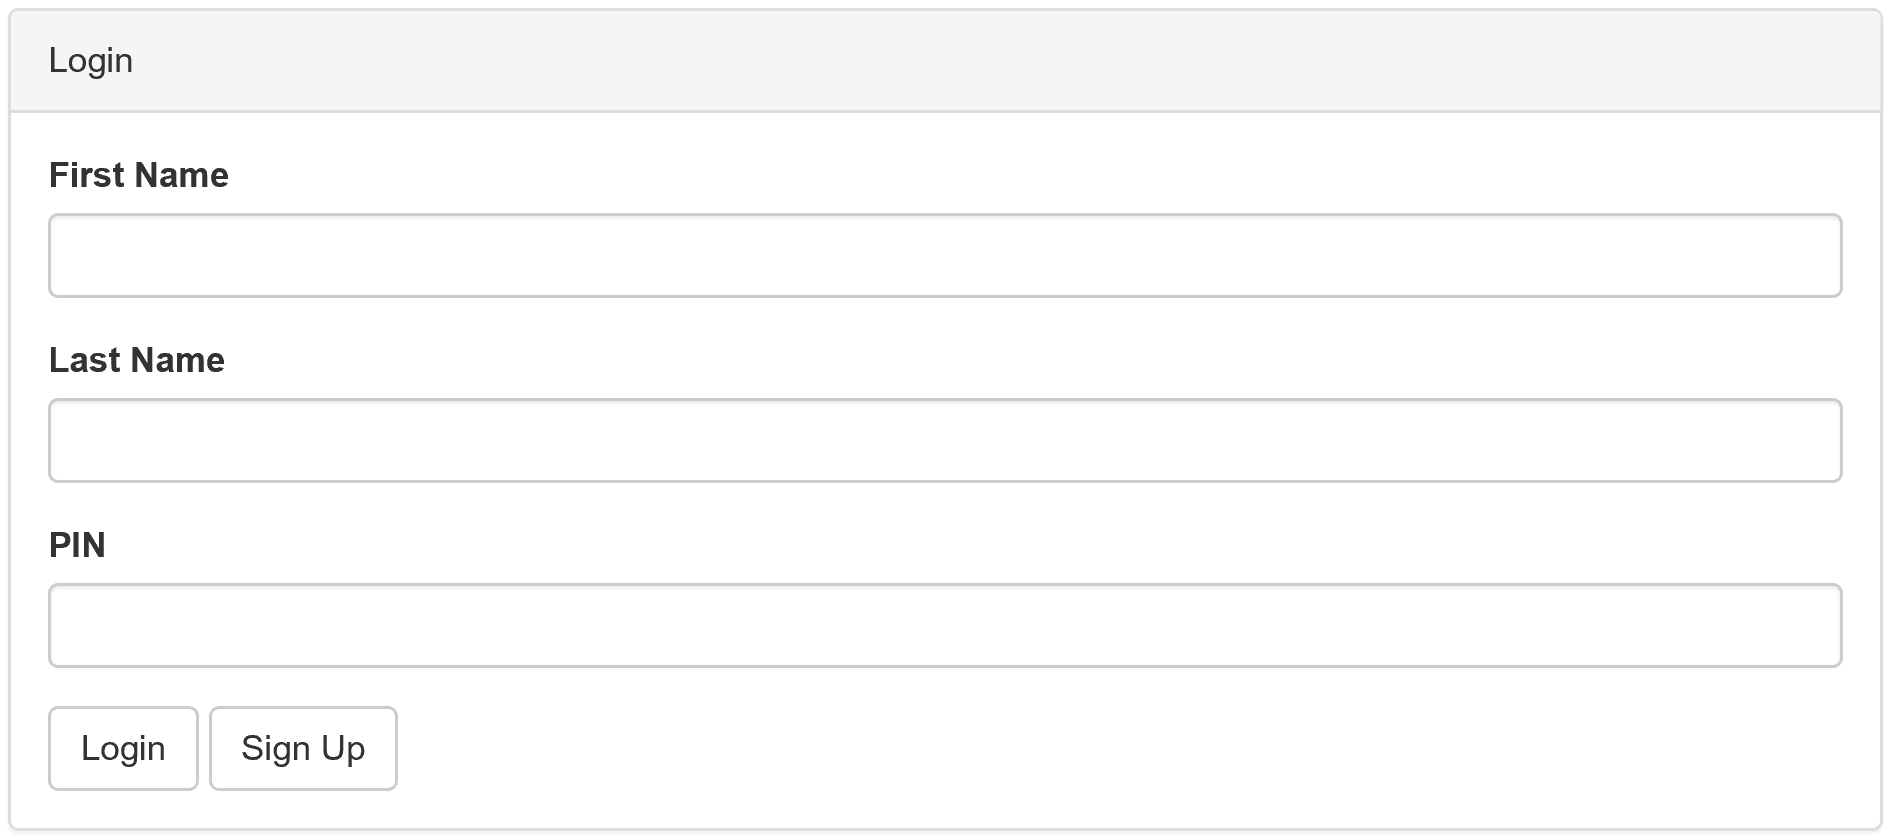 Login
First Name
Last Name
PIN
Login Sign Up